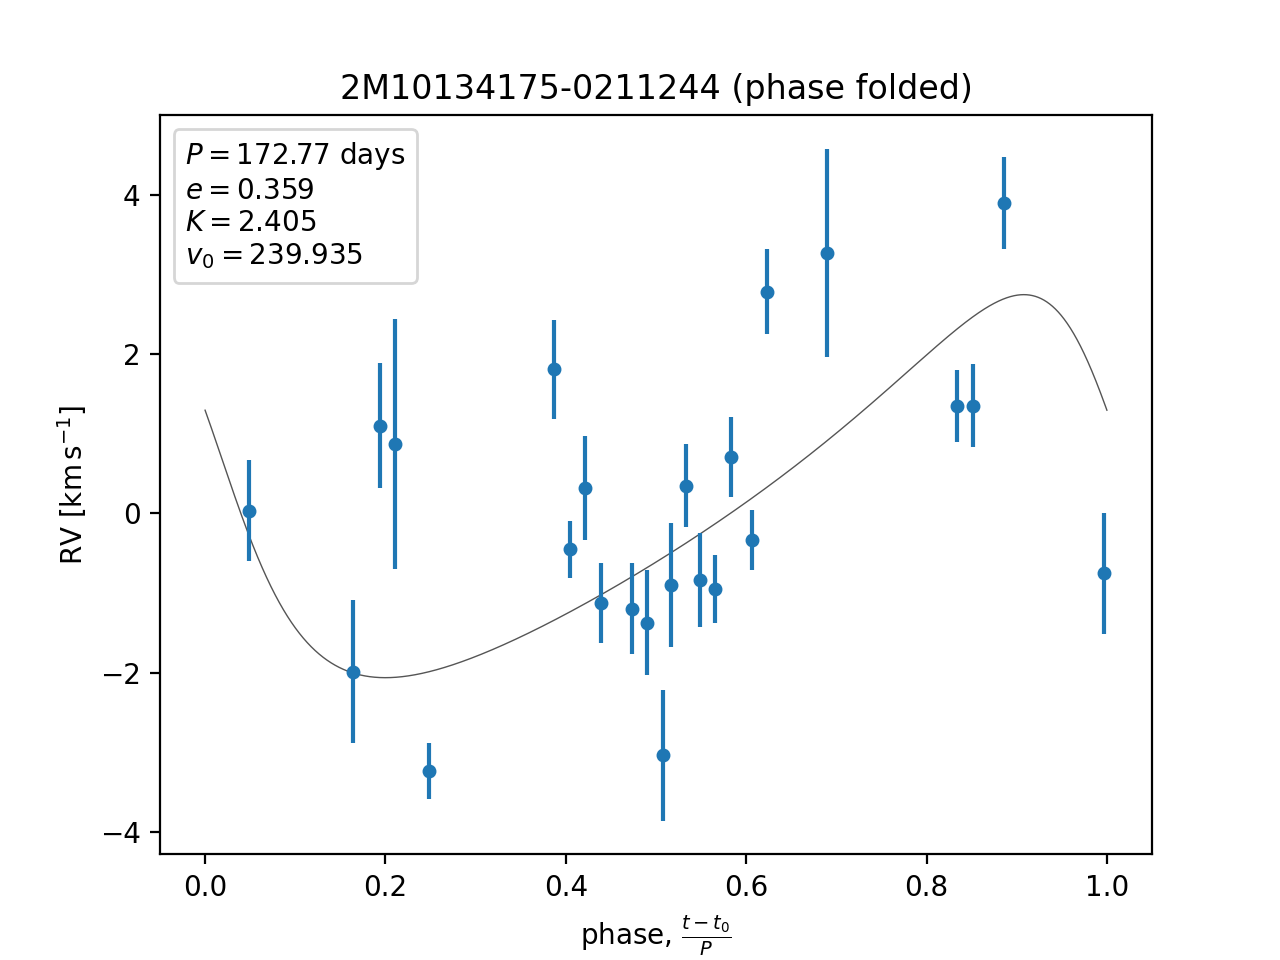 2M10134175-0211244 (phase folded)
P = 172.77 days
e = 0.359
K = 2.405
v₀ = 239.935
4
2
0
−2
−4
RV [km s⁻¹]
0.0 0.2 0.4 0.6 0.8 1.0
phase, (t − t₀)/P